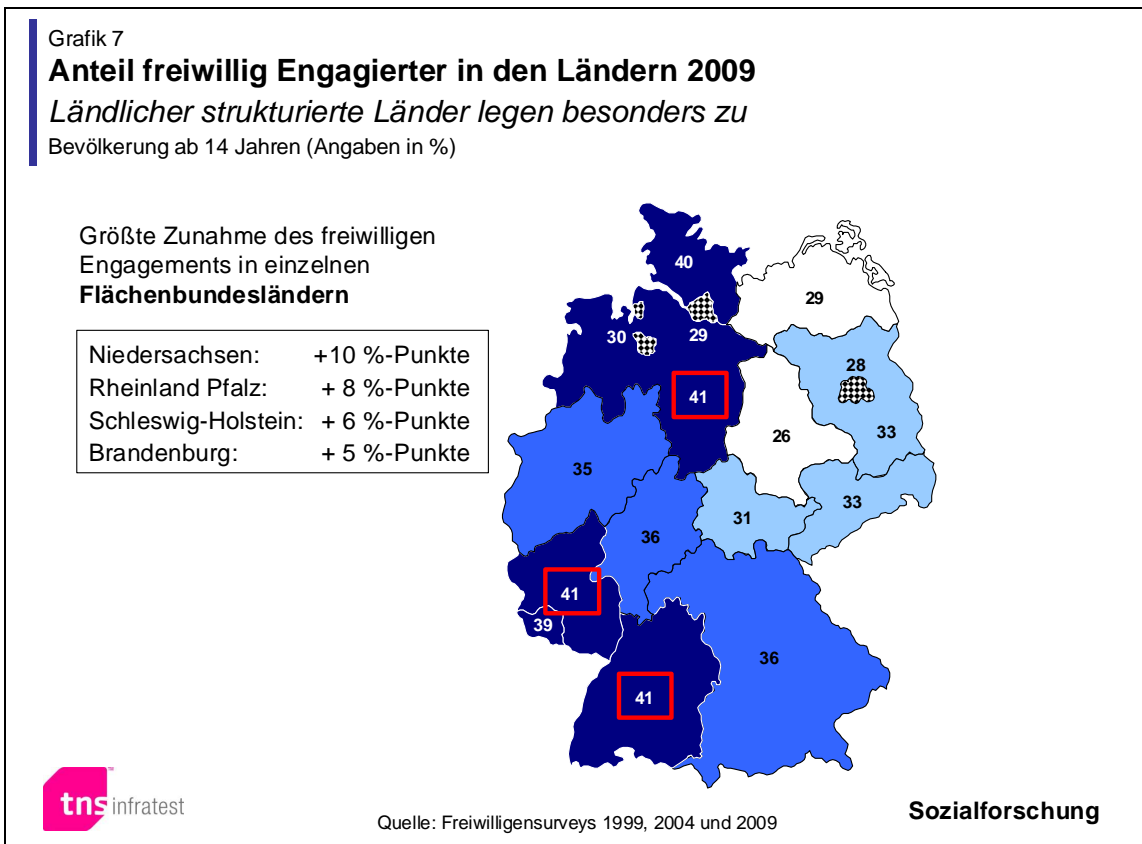 Grafik 7
Anteil freiwillig Engagierter in den Ländern 2009
Ländlicher strukturierte Länder legen besonders zu
Bevölkerung ab 14 Jahren (Angaben in %)
Größte Zunahme des freiwilligen
Engagements in einzelnen
Flächenbundesländern
Niedersachsen: +10 %-Punkte
Rheinland Pfalz: + 8 %-Punkte
Schleswig-Holstein: + 6 %-Punkte
Brandenburg: + 5 %-Punkte
40
29
30
29
28
41
26
33
35
33
31
36
41
39
36
41
tns infratest
TM
Quelle: Freiwilligensurveys 1999, 2004 und 2009
Sozialforschung